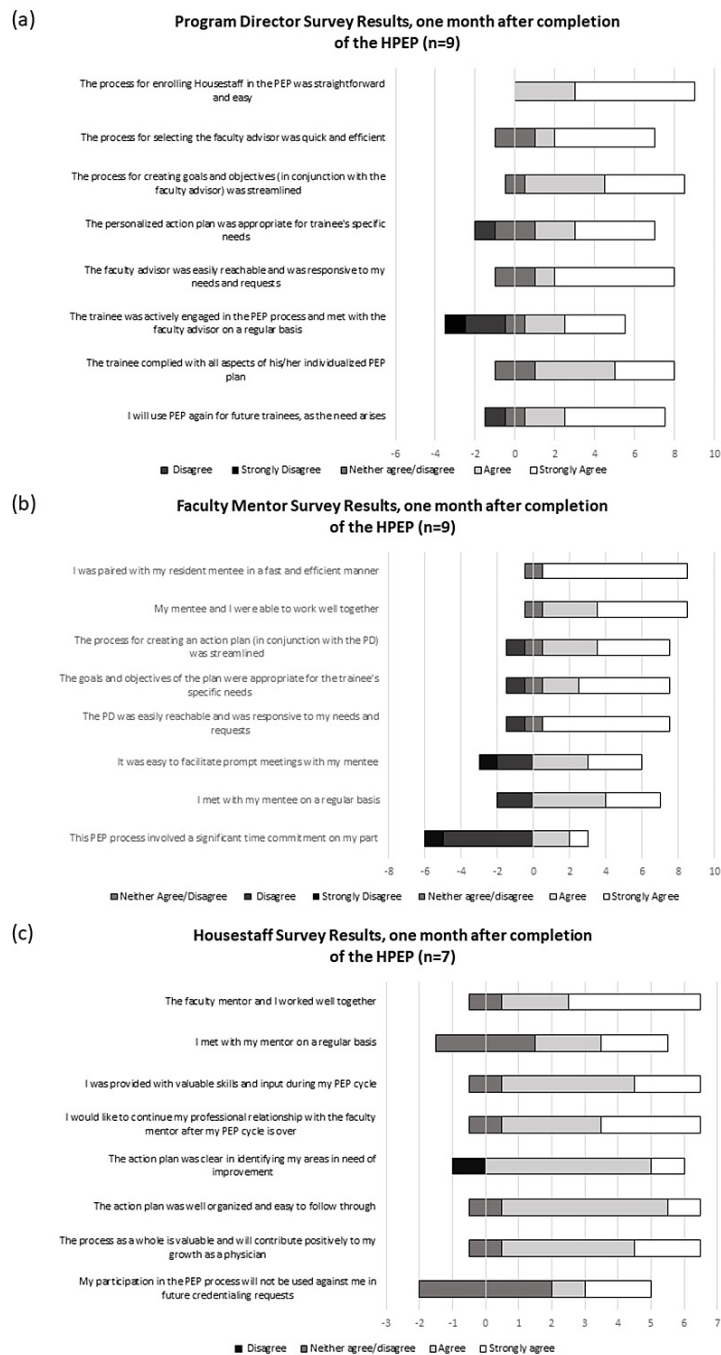 (a)
Program Director Survey Results, one month after completion
of the HPEP (n=9)
The process for enrolling Housestaff in the PEP was straightforward
and easy
The process for selecting the faculty advisor was quick and efficient
The process for creating goals and objectives (in conjunction with the
faculty advisor) was streamlined
The personalized action plan was appropriate for trainee's specific
needs
The faculty advisor was easily reachable and was responsive to my
needs and requests
The trainee was actively engaged in the PEP process and met with the
faculty advisor on a regular basis
The trainee complied with all aspects of his/her individualized PEP
plan
I will use PEP again for future trainees, as the need arises
-6 -4 -2 0 2 4 6 8 10
Disagree Strongly Disagree Neither agree/disagree Agree Strongly Agree
(b)
Faculty Mentor Survey Results, one month after completion
of the HPEP (n=9)
I was paired with my resident mentee in a fast and efficient manner
My mentee and I were able to work well together
The process for creating an action plan (in conjunction with the PD)
was streamlined
The goals and objectives of the plan were appropriate for the trainee's
specific needs
The PD was easily reachable and was responsive to my needs and
requests
It was easy to facilitate prompt meetings with my mentee
I met with my mentee on a regular basis
This PEP process involved a significant time commitment on my part
-8 -6 -4 -2 0 2 4 6 8 10
Neither Agree/Disagree Disagree Strongly Disagree Neither agree/disagree Agree Strongly Agree
(c)
Housestaff Survey Results, one month after completion
of the HPEP (n=7)
The faculty mentor and I worked well together
I met with my mentor on a regular basis
I was provided with valuable skills and input during my PEP cycle
I would like to continue my professional relationship with the faculty
mentor after my PEP cycle is over
The action plan was clear in identifying my areas in need of
improvement
The action plan was well organized and easy to follow through
The process as a whole is valuable and will contribute positively to my
growth as a physician
My participation in the PEP process will not be used against me in
future credentialing requests
-3 -2 -1 0 1 2 3 4 5 6 7
Disagree Neither agree/disagree Agree Strongly agree